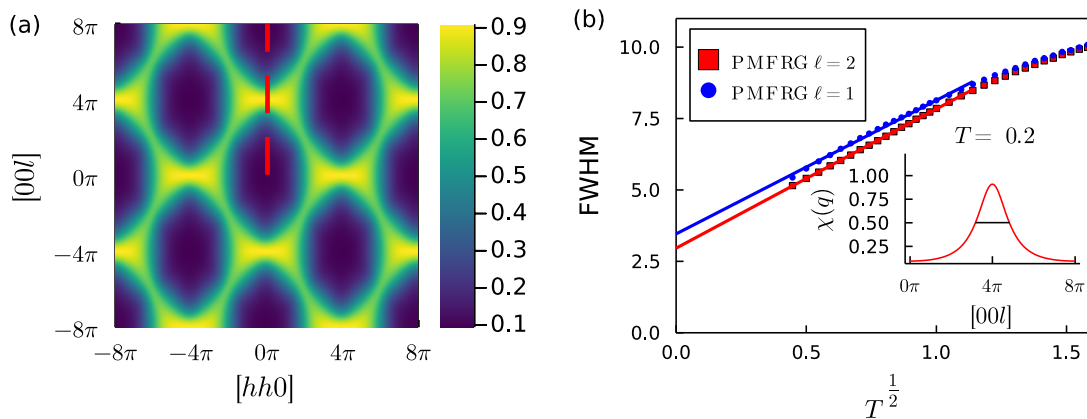 (a)
8π
4π
0π
−4π
−8π
[00l]
−8π −4π 0π 4π 8π
[hh0]
0.9
0.8
0.7
0.6
0.5
0.4
0.3
0.2
0.1
(b)
FWHM
10.0
7.5
5.0
2.5
0.0
0.0 0.5 1.0 1.5
T^{1/2}
PMFRG ℓ = 2
PMFRG ℓ = 1
T = 0.2
χ(q)
1.00
0.75
0.50
0.25
0π 4π 8π
[00l]